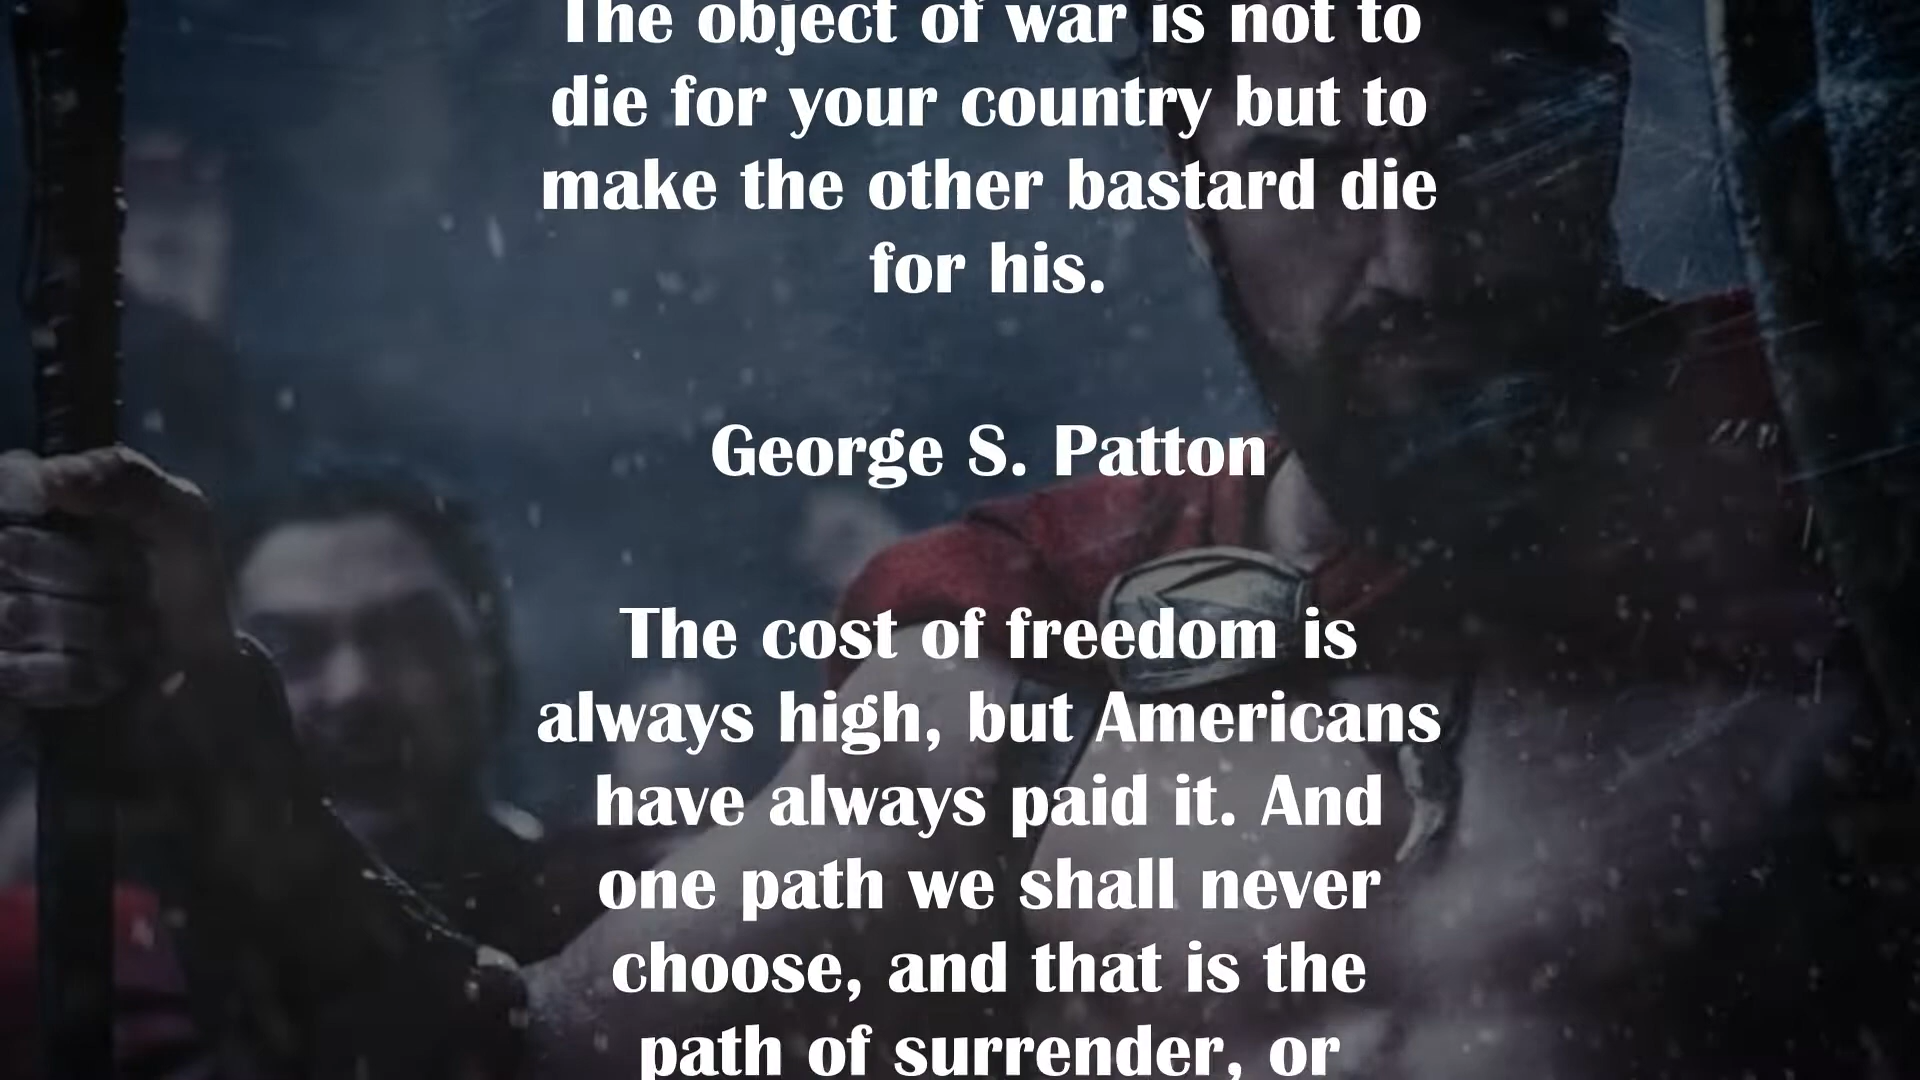 The object of war is not to
die for your country but to
make the other bastard die
for his.
George S. Patton
The cost of freedom is
always high, but Americans
have always paid it. And
one path we shall never
choose, and that is the
path of surrender, or